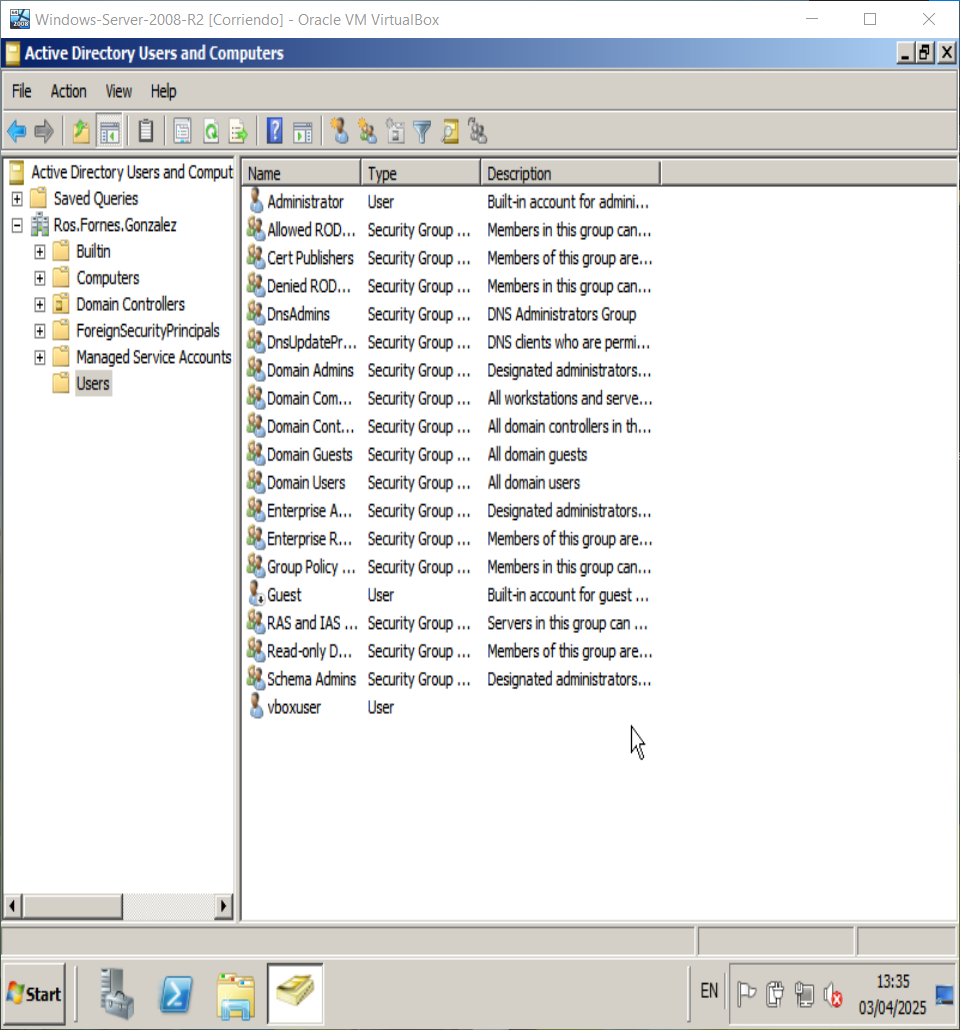 Windows-Server-2008-R2 [Corriendo] - Oracle VM VirtualBox
Active Directory Users and Computers
File Action View Help
Active Directory Users and Comput
Saved Queries
Ros.Fornes.Gonzalez
Builtin
Computers
Domain Controllers
ForeignSecurityPrincipals
Managed Service Accounts
Users
Name Type Description
Administrator User Built-in account for admini...
Allowed ROD... Security Group ... Members in this group can...
Cert Publishers Security Group ... Members of this group are...
Denied ROD... Security Group ... Members in this group can...
DnsAdmins Security Group ... DNS Administrators Group
DnsUpdatePr... Security Group ... DNS clients who are permi...
Domain Admins Security Group ... Designated administrators...
Domain Com... Security Group ... All workstations and serve...
Domain Cont... Security Group ... All domain controllers in th...
Domain Guests Security Group ... All domain guests
Domain Users Security Group ... All domain users
Enterprise A... Security Group ... Designated administrators...
Enterprise R... Security Group ... Members of this group are...
Group Policy ... Security Group ... Members in this group can...
Guest User Built-in account for guest ...
RAS and IAS ... Security Group ... Servers in this group can ...
Read-only D... Security Group ... Members of this group are...
Schema Admins Security Group ... Designated administrators...
vboxuser User
Start
EN
13:35
03/04/2025